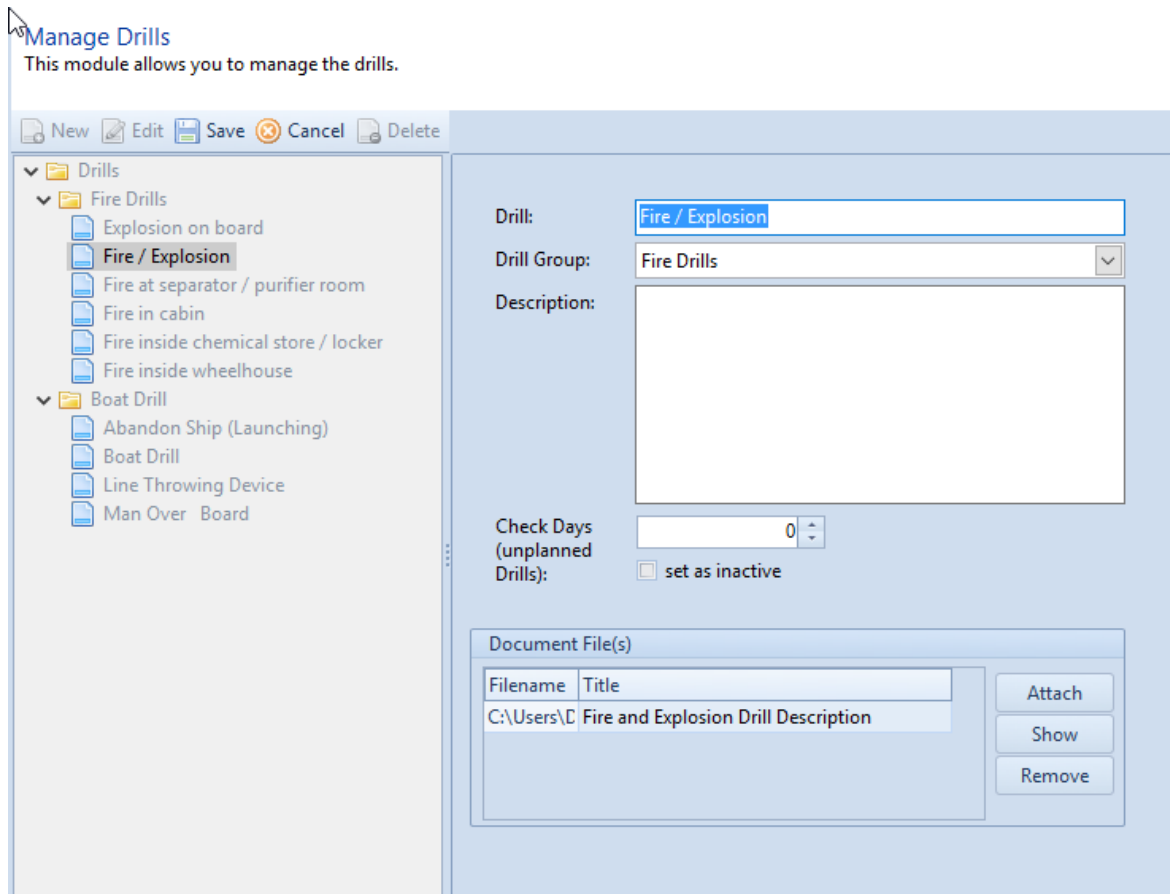 Manage Drills
This module allows you to manage the drills.
New Edit Save Cancel Delete
Drills
Fire Drills
Explosion on board
Fire / Explosion
Fire at separator / purifier room
Fire in cabin
Fire inside chemical store / locker
Fire inside wheelhouse
Boat Drill
Abandon Ship (Launching)
Boat Drill
Line Throwing Device
Man Over Board
Drill: Fire / Explosion
Drill Group: Fire Drills
Description:
Check Days
(unplanned
Drills):
0
set as inactive
Document File(s)
Filename Title
C:\Users\D Fire and Explosion Drill Description
Attach
Show
Remove